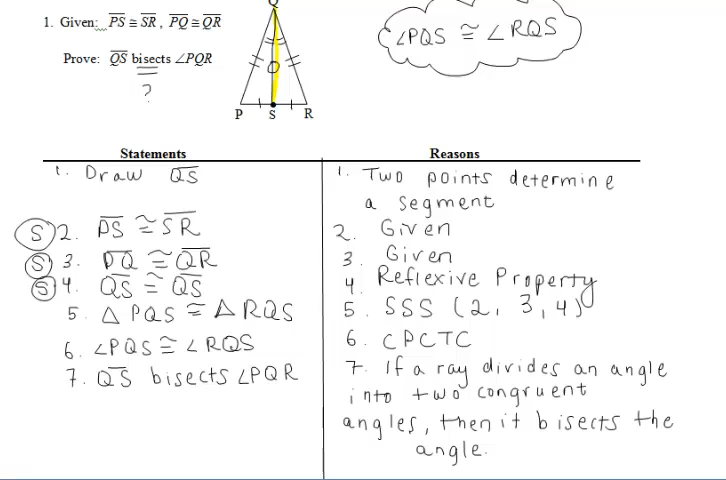 Q
1. Given: PS ≅ SR , PQ ≅ QR
Prove: QS bisects ∠PQR
?
P S R
∠PQS ≅ ∠RQS
Statements Reasons
1. Draw QS
1. Two points determine
a segment
S 2. PS ≅ SR
2. Given
S 3. PQ ≅ QR
3. Given
S 4. QS ≅ QS
4. Reflexive Property
5. △ PQS ≅ △ RQS
5. SSS (2, 3, 4)
6. ∠PQS ≅ ∠RQS
6. CPCTC
7. QS bisects ∠PQR
7. If a ray divides an angle
into two congruent
angles, then it bisects the
angle.